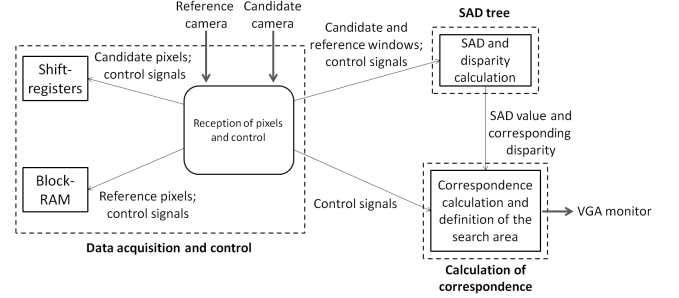 Reference
camera
Candidate
camera
SAD tree
Candidate and
reference windows;
control signals
SAD and
disparity
calculation
Candidate pixels;
control signals
Shift-
registers
Reception of pixels
and control
SAD value and
corresponding
disparity
Block-
RAM
Reference pixels;
control signals
Control signals
Correspondence
calculation and
definition of the
search area
VGA monitor
Data acquisition and control
Calculation of
correspondence